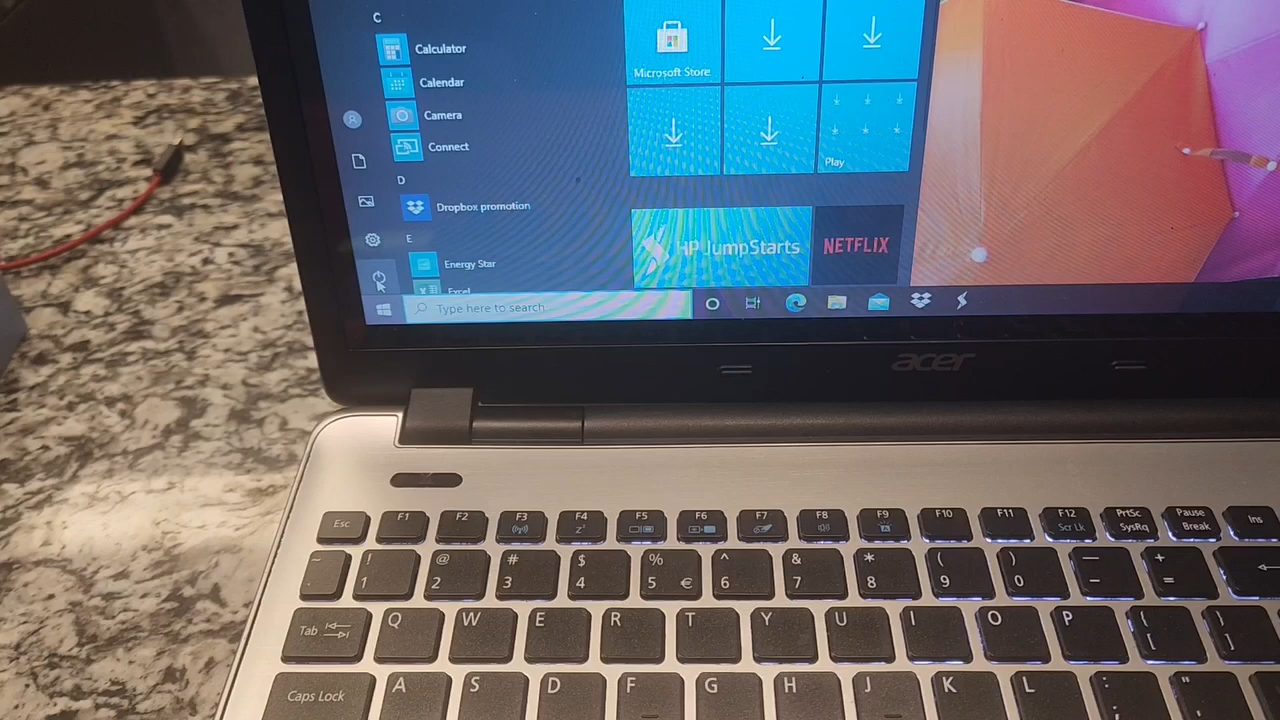 C
Calculator
Calendar
Camera
Connect
D
Dropbox promotion
E
Energy Star
Excel
Microsoft Store
Play
HP JumpStarts
NETFLIX
Type here to search
acer
Esc F1 F2 F3 F4 zz F5 F6 F7 F8 F9 A F10 F11 F12 Scr Lk PrtSc SysRq Pause Break Ins
~ ! 1 @ 2 # 3 $ 4 % 5 € ^ 6 & 7 * 8 ( 9 ) 0 — - + =
Tab Q W E R T Y U I O P { [ } ]
Caps Lock A S D F G H J K L : ; "